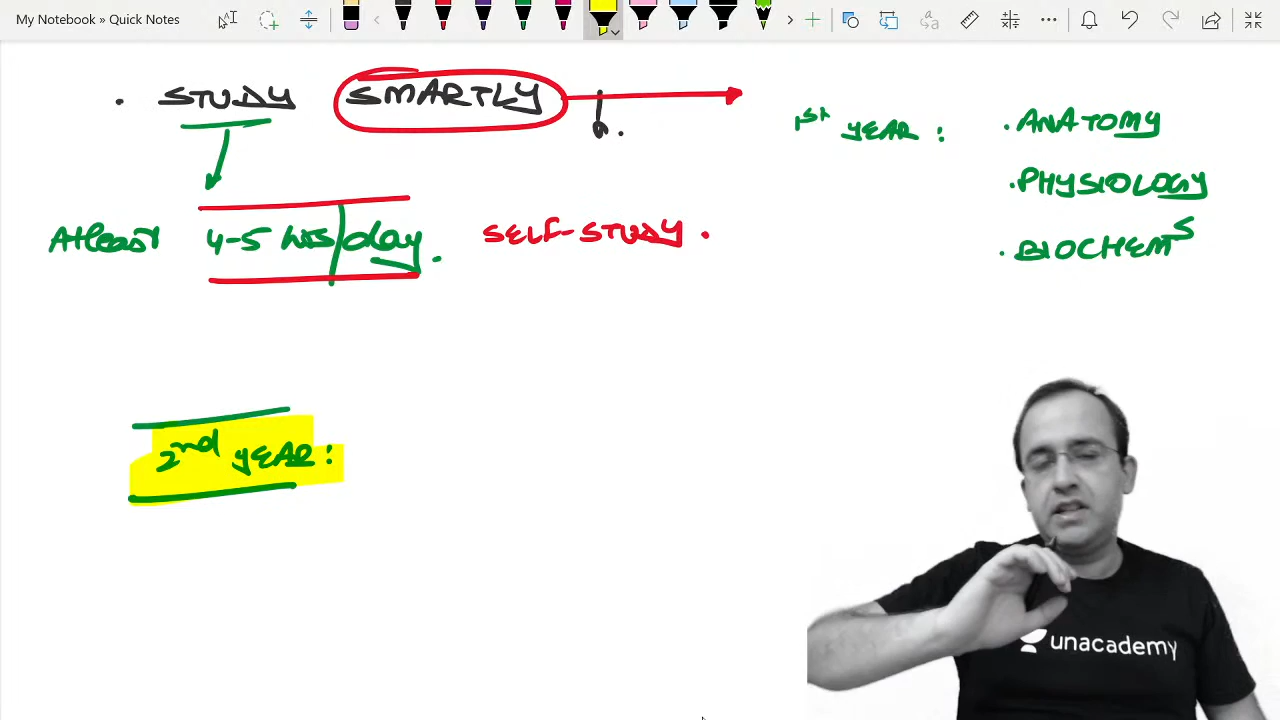 My Notebook » Quick Notes
• STUDY SMARTLY
1st YEAR :
• ANATOMY
• PHYSIOLOGY
• BIOCHEM
Atleast 4-5 hrs/day. SELF-STUDY .
2nd YEAR :
unacademy